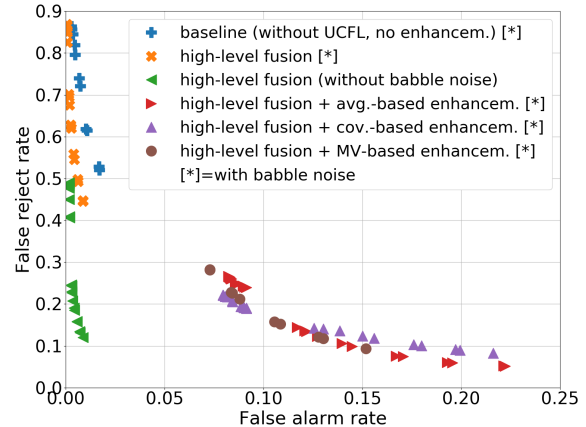 0.9
0.8
0.7
0.6
0.5
0.4
0.3
0.2
0.1
0.0
False reject rate
baseline (without UCFL, no enhancem.) [*]
high-level fusion [*]
high-level fusion (without babble noise)
high-level fusion + avg.-based enhancem. [*]
high-level fusion + cov.-based enhancem. [*]
high-level fusion + MV-based enhancem. [*]
[*]=with babble noise
0.00 0.05 0.10 0.15 0.20 0.25
False alarm rate